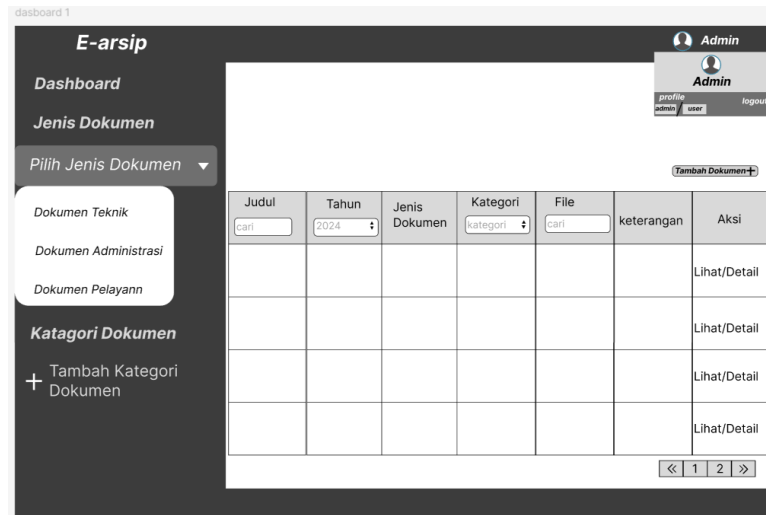 dasboard 1
E-arsip
Admin
Admin
profile
logout
admin / user
Dashboard
Jenis Dokumen
Pilih Jenis Dokumen
Dokumen Teknik
Dokumen Administrasi
Dokumen Pelayann
Katagori Dokumen
+ Tambah Kategori
Dokumen
Tambah Dokumen+
Judul
cari
Tahun
2024
Jenis
Dokumen
Kategori
kategori
File
cari
keterangan
Aksi
Lihat/Detail
Lihat/Detail
Lihat/Detail
Lihat/Detail
« 1 2 »